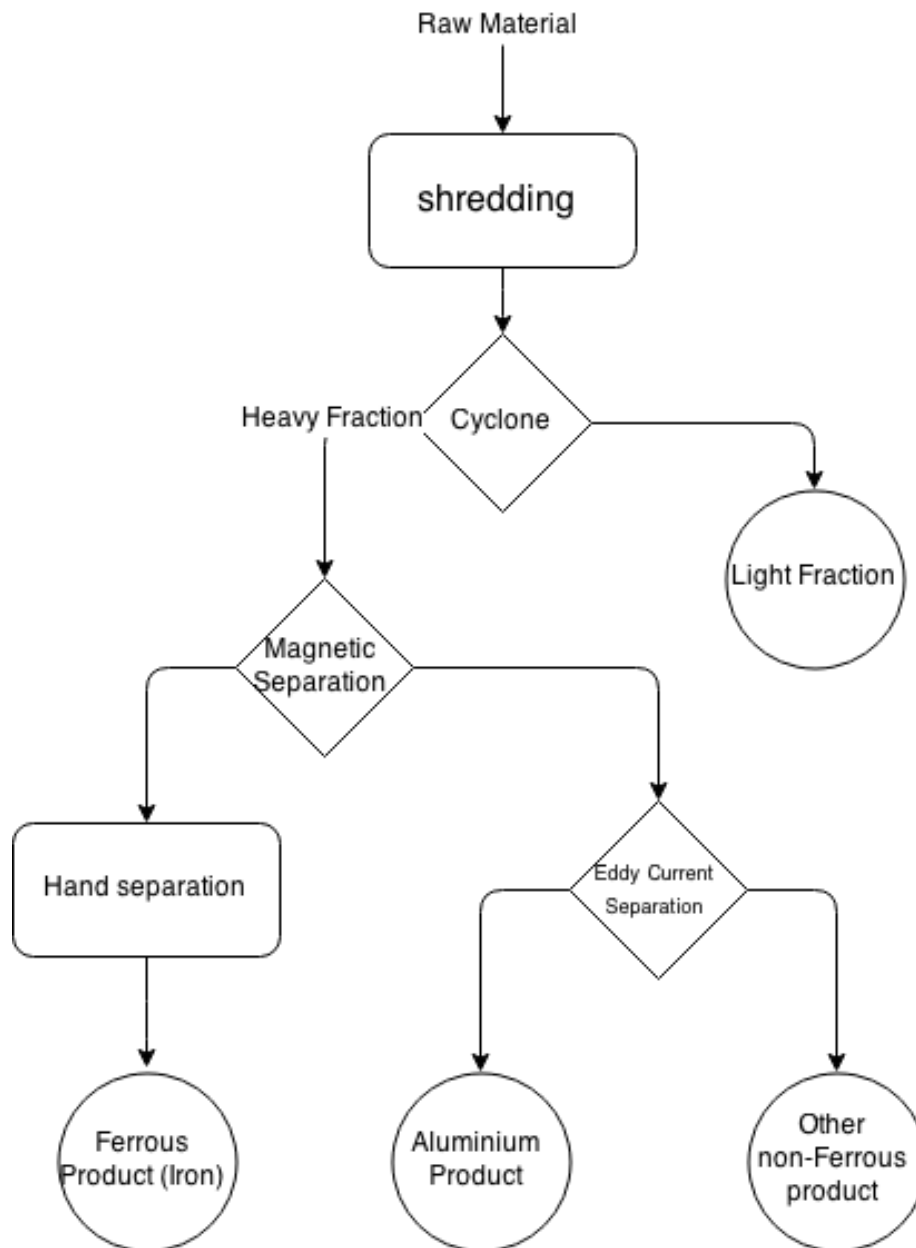 Raw Material
shredding
Heavy Fraction
Cyclone
Light Fraction
Magnetic
Separation
Hand separation
Eddy Current
Separation
Ferrous
Product (Iron)
Aluminium
Product
Other
non-Ferrous
product